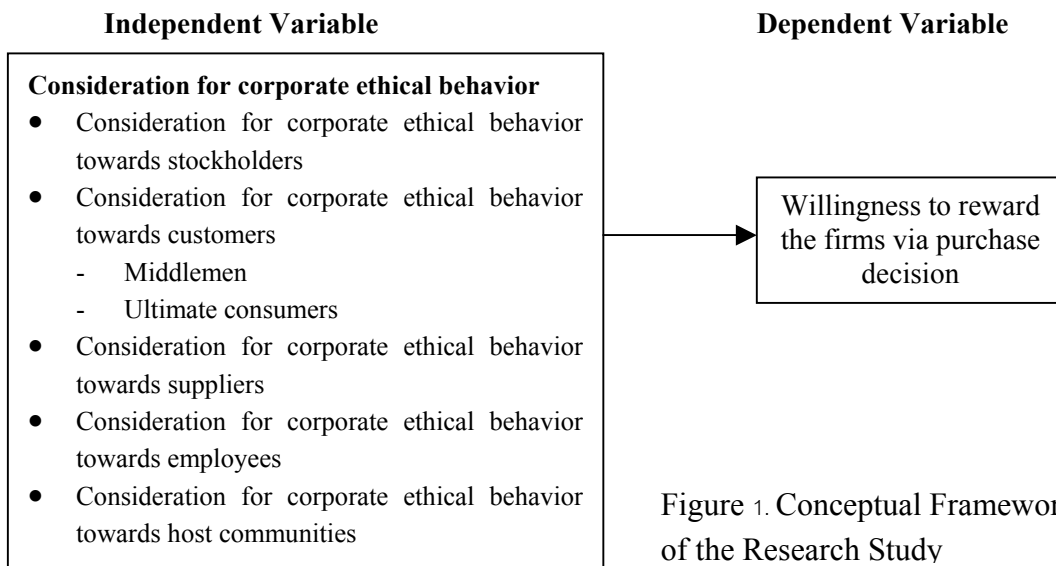 Independent Variable
Dependent Variable
Consideration for corporate ethical behavior
• Consideration for corporate ethical behavior
towards stockholders
• Consideration for corporate ethical behavior
towards customers
- Middlemen
- Ultimate consumers
• Consideration for corporate ethical behavior
towards suppliers
• Consideration for corporate ethical behavior
towards employees
• Consideration for corporate ethical behavior
towards host communities
Willingness to reward
the firms via purchase
decision
Figure 1. Conceptual Framewor
of the Research Study